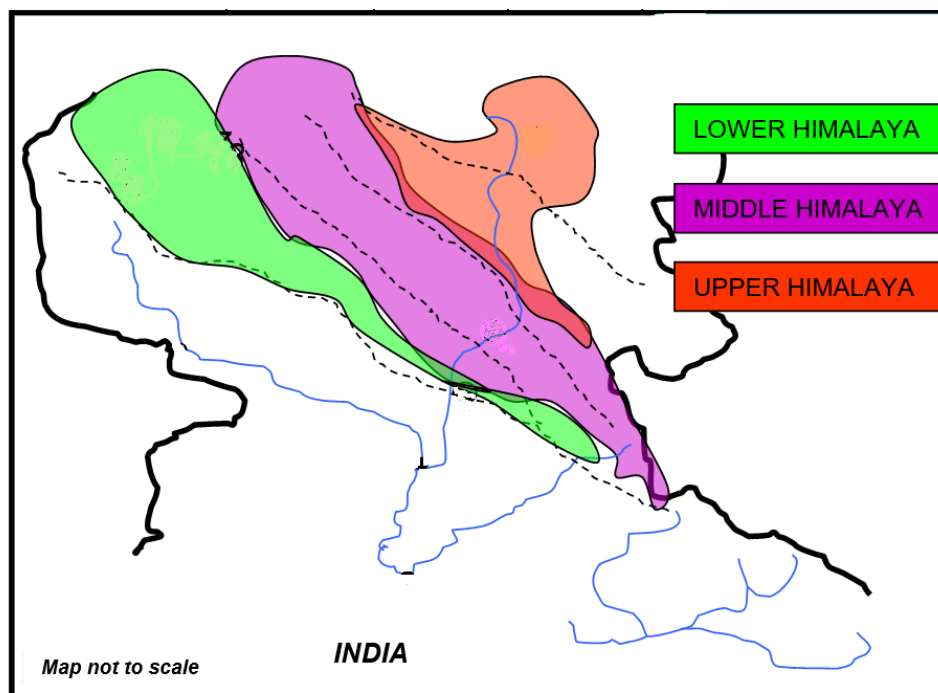 LOWER HIMALAYA
MIDDLE HIMALAYA
UPPER HIMALAYA
INDIA
Map not to scale